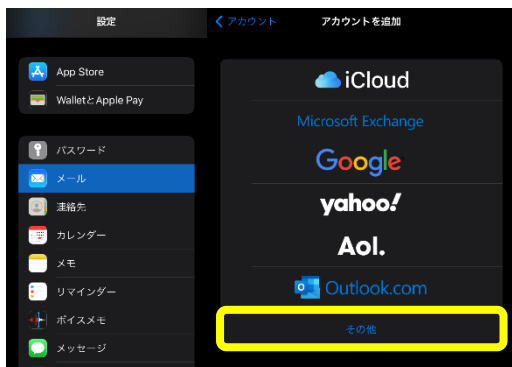 設定
App Store
WalletとApple Pay
パスワード
メール
連絡先
カレンダー
メモ
リマインダー
ボイスメモ
メッセージ
アカウント
アカウントを追加
iCloud
Microsoft Exchange
Google
yahoo!
Aol.
Outlook.com
その他